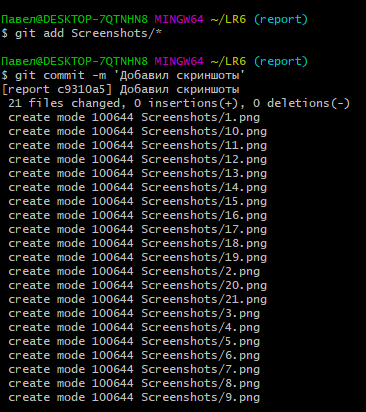 Павел@DESKTOP-7QTNHN8 MINGW64 ~/LR6 (report)
$ git add Screenshots/*
Павел@DESKTOP-7QTNHN8 MINGW64 ~/LR6 (report)
$ git commit -m 'Добавил скриншоты'
[report c9310a5] Добавил скриншоты
21 files changed, 0 insertions(+), 0 deletions(-)
create mode 100644 Screenshots/1.png
create mode 100644 Screenshots/10.png
create mode 100644 Screenshots/11.png
create mode 100644 Screenshots/12.png
create mode 100644 Screenshots/13.png
create mode 100644 Screenshots/14.png
create mode 100644 Screenshots/15.png
create mode 100644 Screenshots/16.png
create mode 100644 Screenshots/17.png
create mode 100644 Screenshots/18.png
create mode 100644 Screenshots/19.png
create mode 100644 Screenshots/2.png
create mode 100644 Screenshots/20.png
create mode 100644 Screenshots/21.png
create mode 100644 Screenshots/3.png
create mode 100644 Screenshots/4.png
create mode 100644 Screenshots/5.png
create mode 100644 Screenshots/6.png
create mode 100644 Screenshots/7.png
create mode 100644 Screenshots/8.png
create mode 100644 Screenshots/9.png